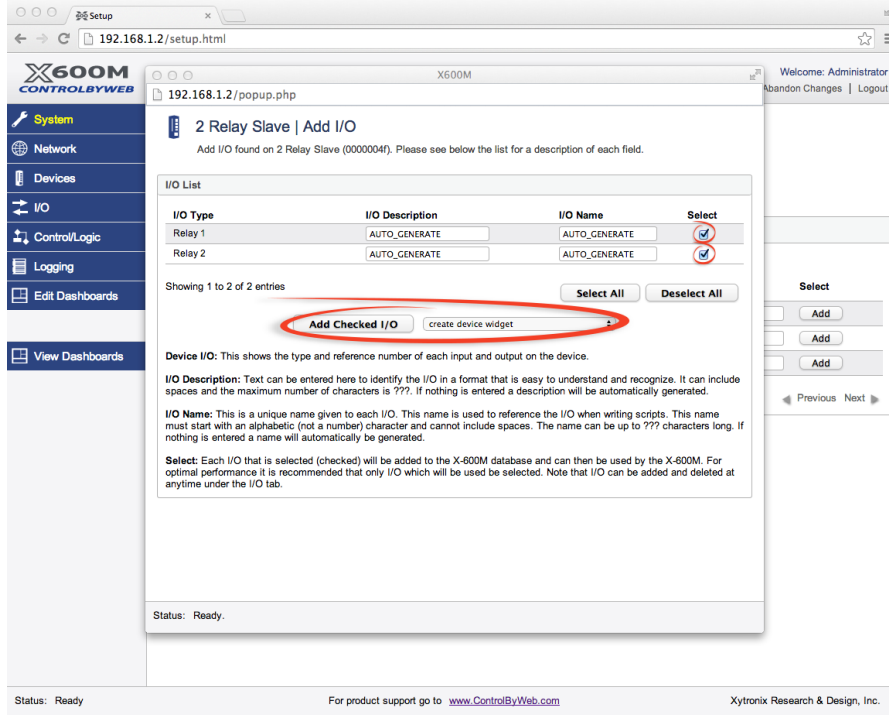 Setup
192.168.1.2/setup.html
X600M
CONTROLBYWEB
Welcome: Administrator
Abandon Changes | Logout
System
Network
Devices
I/O
Control/Logic
Logging
Edit Dashboards
View Dashboards
X600M
192.168.1.2/popup.php
2 Relay Slave | Add I/O
Add I/O found on 2 Relay Slave (0000004f). Please see below the list for a description of each field.
I/O List
I/O Type I/O Description I/O Name Select
Relay 1 AUTO_GENERATE AUTO_GENERATE
Relay 2 AUTO_GENERATE AUTO_GENERATE
Showing 1 to 2 of 2 entries
Select All Deselect All
Add Checked I/O create device widget
Device I/O: This shows the type and reference number of each input and output on the device.
I/O Description: Text can be entered here to identify the I/O in a format that is easy to understand and recognize. It can include
spaces and the maximum number of characters is ???. If nothing is entered a description will be automatically generated.
I/O Name: This is a unique name given to each I/O. This name is used to reference the I/O when writing scripts. This name
must start with an alphabetic (not a number) character and cannot include spaces. The name can be up to ??? characters long. If
nothing is entered a name will automatically be generated.
Select: Each I/O that is selected (checked) will be added to the X-600M database and can then be used by the X-600M. For
optimal performance it is recommended that only I/O which will be used be selected. Note that I/O can be added and deleted at
anytime under the I/O tab.
Status: Ready.
Select
Add
Add
Add
Previous Next
Status: Ready
For product support go to www.ControlByWeb.com
Xytronix Research & Design, Inc.